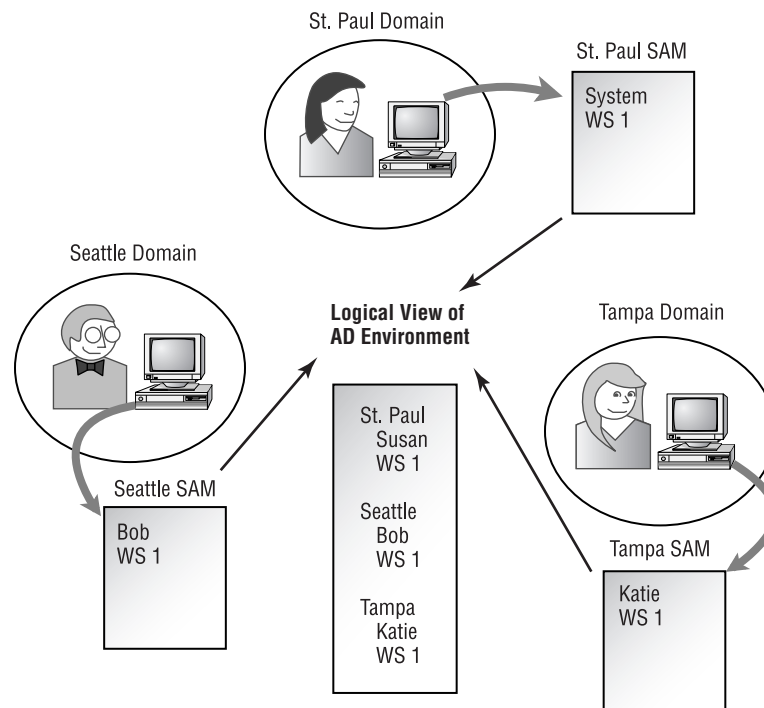 St. Paul Domain
St. Paul SAM
System
WS 1
Seattle Domain
Logical View of
AD Environment
Tampa Domain
St. Paul
Susan
WS 1
Seattle
Bob
WS 1
Tampa
Katie
WS 1
Seattle SAM
Bob
WS 1
Tampa SAM
Katie
WS 1